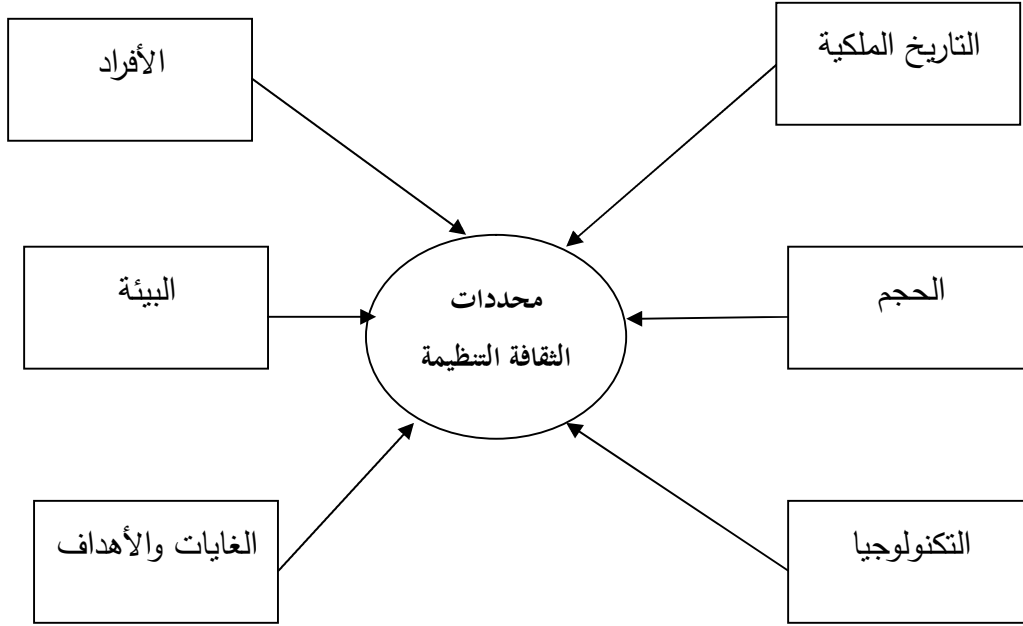 التاريخ الملكية
الأفراد
الحجم
محددات
الثقافة التنظيمة
البيئة
التكنولوجيا
الغايات والأهداف